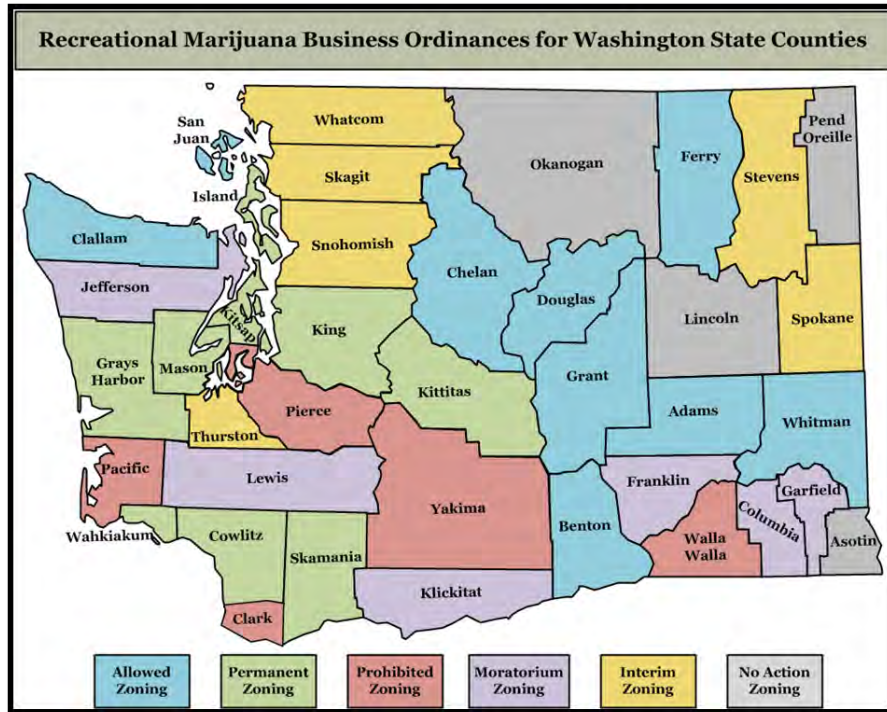 Recreational Marijuana Business Ordinances for Washington State Counties
San
Juan
Island
Whatcom
Skagit
Snohomish
Okanogan
Ferry
Stevens
Pend
Oreille
Clallam
Jefferson
Chelan
Douglas
Lincoln
Spokane
Kitsap
King
Grays
Harbor
Mason
Kittitas
Grant
Pierce
Thurston
Adams
Whitman
Pacific
Lewis
Yakima
Franklin
Garfield
Columbia
Benton
Walla
Walla
Asotin
Wahkiakum
Cowlitz
Skamania
Klickitat
Clark
Allowed
Zoning
Permanent
Zoning
Prohibited
Zoning
Moratorium
Zoning
Interim
Zoning
No Action
Zoning